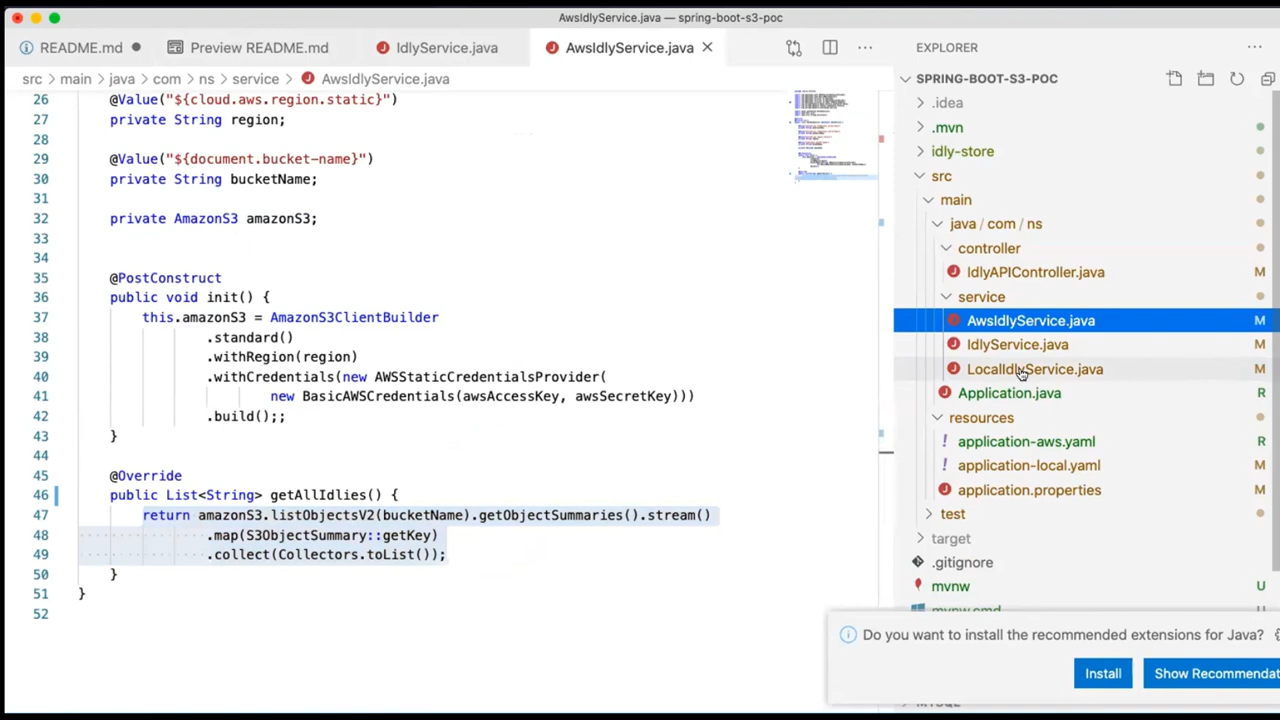 AwsIdlyService.java — spring-boot-s3-poc
README.md
Preview README.md
IdlyService.java
AwsIdlyService.java
src > main > java > com > ns > service > AwsIdlyService.java
26 @Value("${cloud.aws.region.static}")
27 private String region;
28
29 @Value("${document.bucket-name}")
30 private String bucketName;
31
32 private AmazonS3 amazonS3;
33
34
35 @PostConstruct
36 public void init() {
37 this.amazonS3 = AmazonS3ClientBuilder
38 .standard()
39 .withRegion(region)
40 .withCredentials(new AWSStaticCredentialsProvider(
41 new BasicAWSCredentials(awsAccessKey, awsSecretKey)))
42 .build();;
43 }
44
45 @Override
46 public List<String> getAllIdlies() {
47 return amazonS3.listObjectsV2(bucketName).getObjectSummaries().stream()
48 .map(S3ObjectSummary::getKey)
49 .collect(Collectors.toList());
50 }
51 }
52
EXPLORER
SPRING-BOOT-S3-POC
.idea
.mvn
idly-store
src
main
java / com / ns
controller
IdlyAPIController.java M
service
AwsIdlyService.java M
IdlyService.java M
LocalIdlyService.java M
Application.java R
resources
application-aws.yaml R
application-local.yaml M
application.properties M
test
target
.gitignore
mvnw U
mvnw.cmd
Do you want to install the recommended extensions for Java?
Install
Show Recommendat